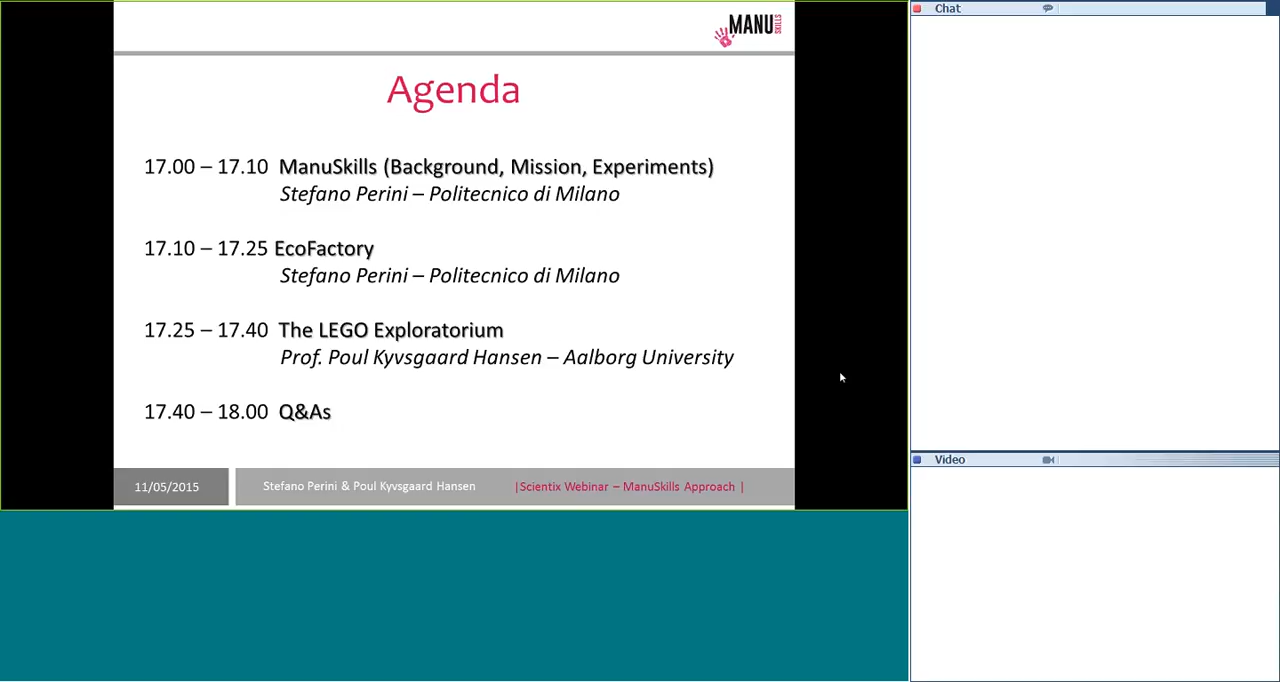 Chat
MANU
SKILLS
Agenda
17.00 – 17.10 ManuSkills (Background, Mission, Experiments)
Stefano Perini – Politecnico di Milano
17.10 – 17.25 EcoFactory
Stefano Perini – Politecnico di Milano
17.25 – 17.40 The LEGO Exploratorium
Prof. Poul Kyvsgaard Hansen – Aalborg University
17.40 – 18.00 Q&As
Video
11/05/2015 Stefano Perini & Poul Kyvsgaard Hansen |Scientix Webinar – ManuSkills Approach |